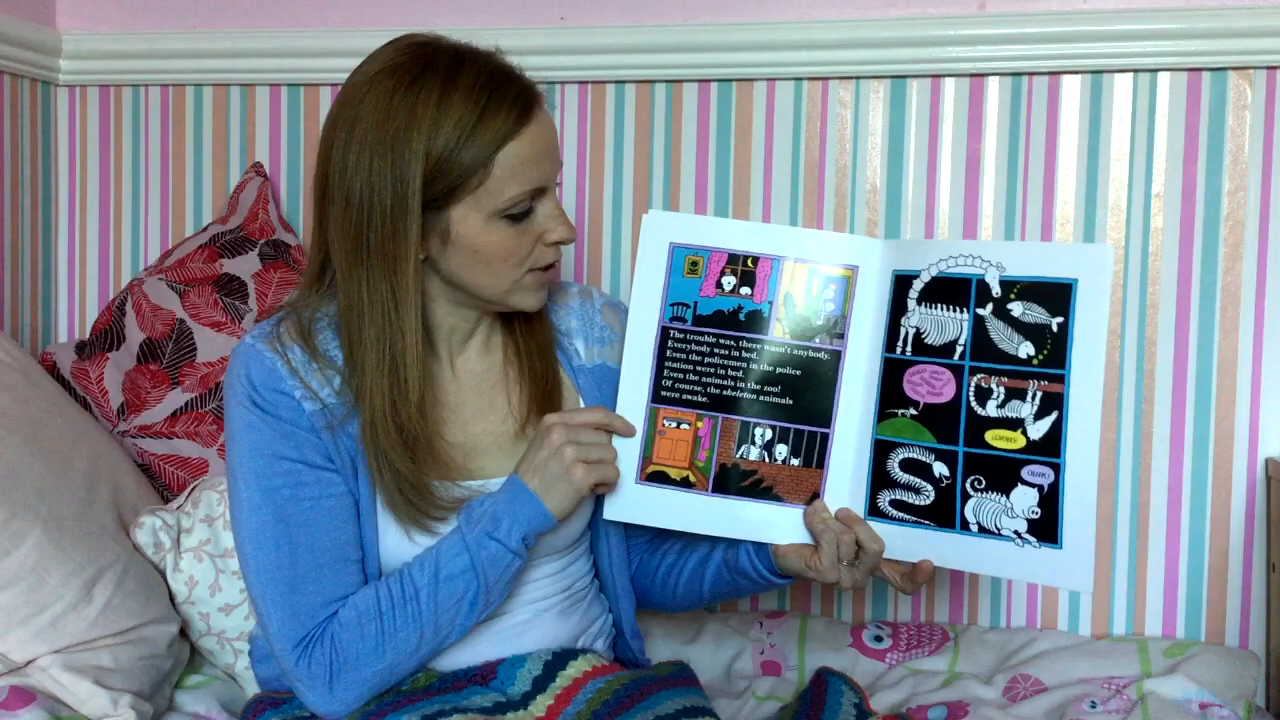 The trouble was, there wasn't anybody.
Everybody was in bed.
Even the policemen in the police
station were in bed.
Even the animals in the zoo!
Of course, the skeleton animals
were awake.